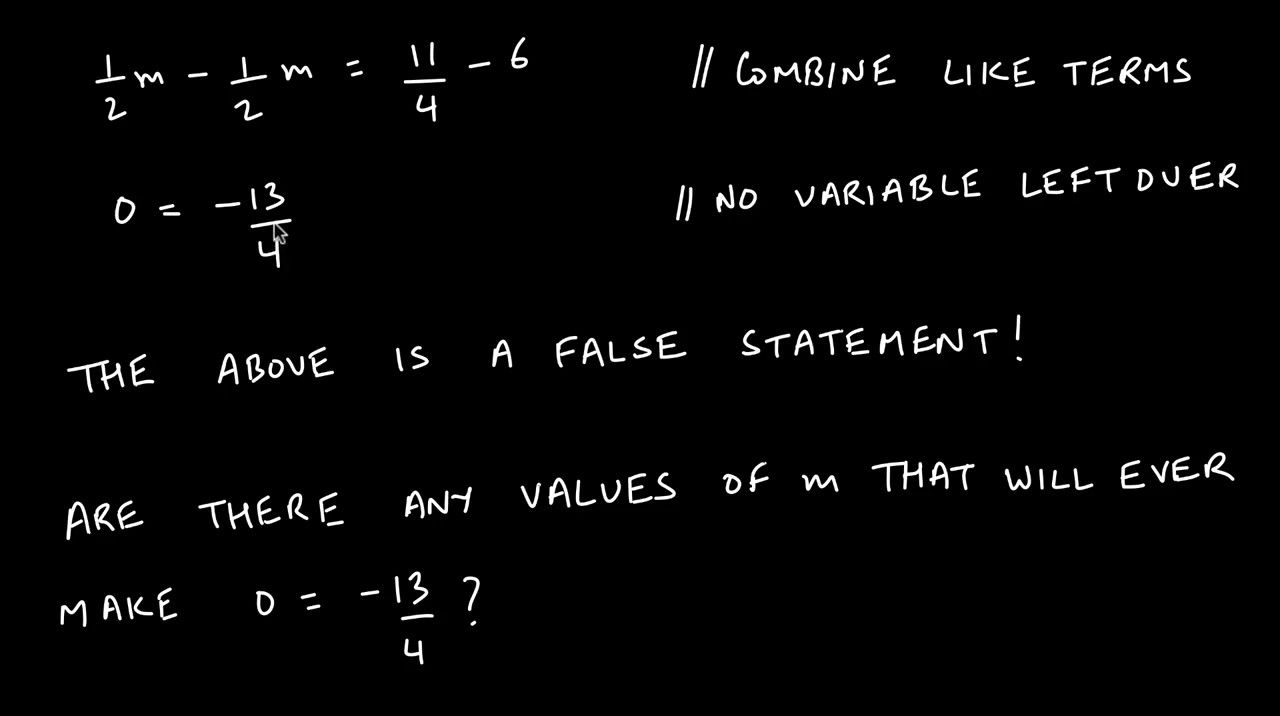 1/2 m - 1/2 m = 11/4 - 6 // COMBINE LIKE TERMS
0 = -13/4 // NO VARIABLE LEFT OVER
THE ABOVE IS A FALSE STATEMENT!
ARE THERE ANY VALUES OF m THAT WILL EVER
MAKE 0 = -13/4 ?